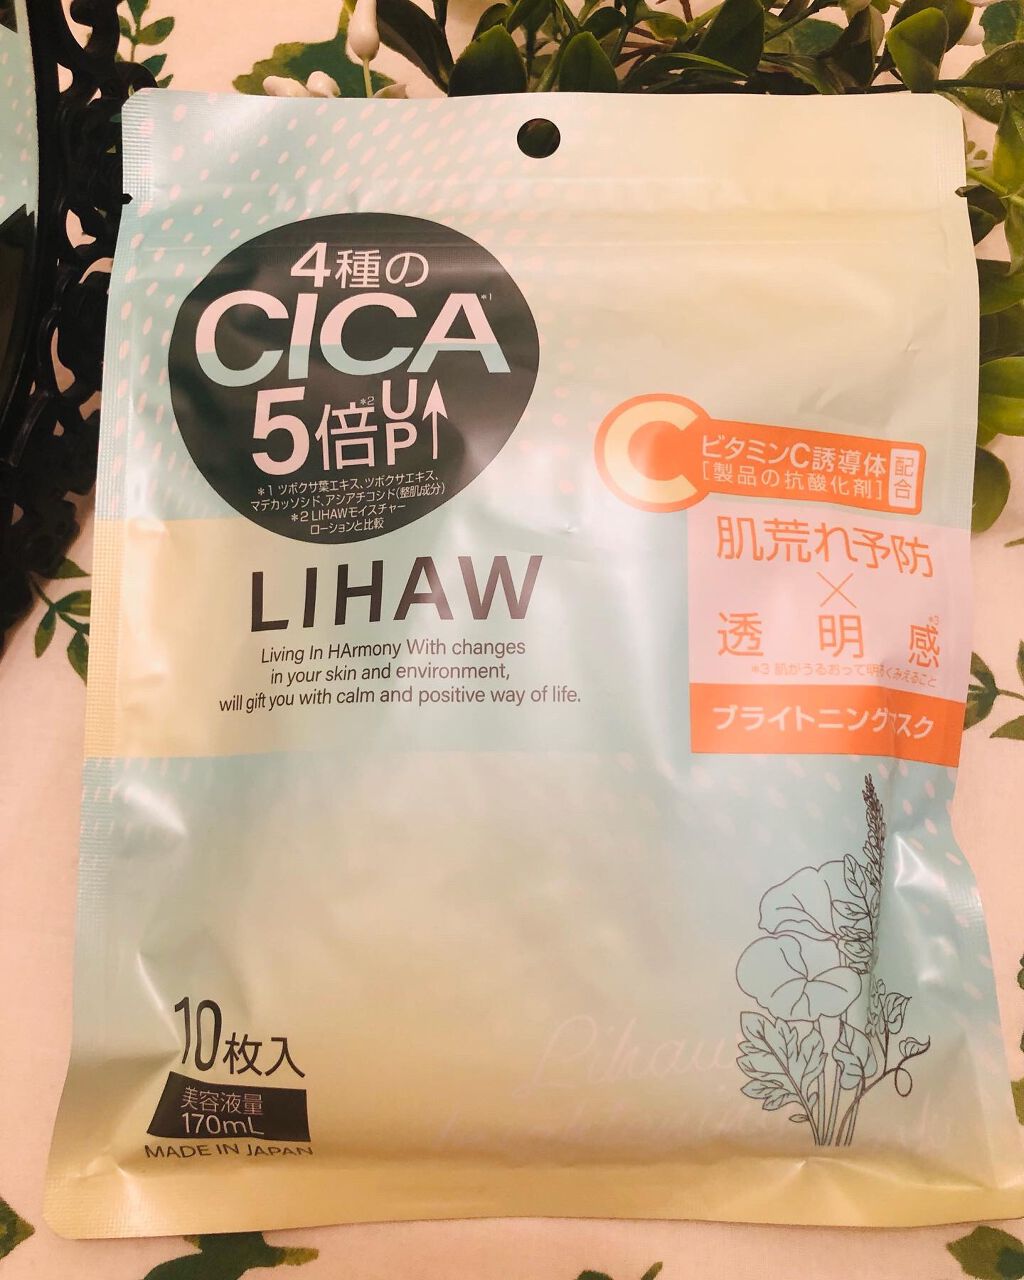 4種の
CICA*1
5倍*2UP↑
*1 ツボクサ葉エキス、ツボクサエキス、
マデカッソシド、アシアチコシド(整肌成分)
*2 LIHAWモイスチャー
ローションと比較
C
ビタミンC誘導体
[製品の抗酸化剤]
配合
肌荒れ予防
×
透明感*3
*3 肌がうるおって明るくみえること
ブライトニングマスク
LIHAW
Living In HArmony With changes
in your skin and environment,
will gift you with calm and positive way of life.
10枚入
美容液量
170mL
MADE IN JAPAN
Lihaw